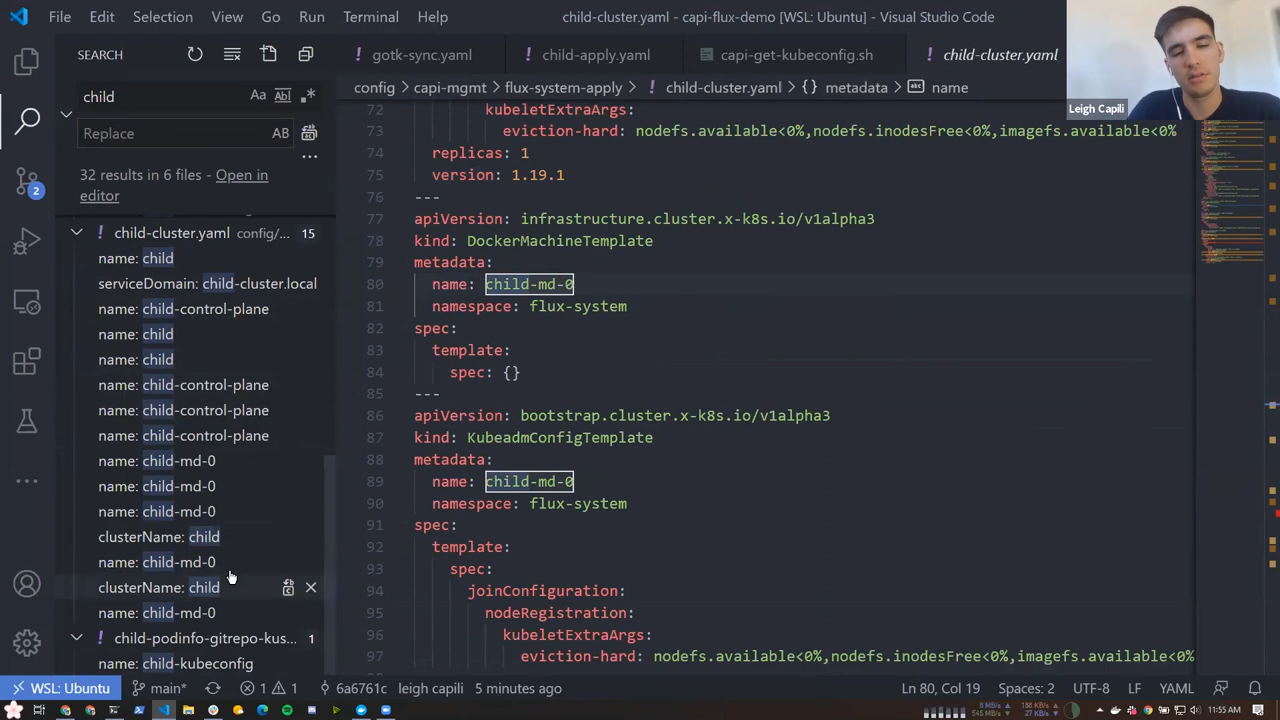 File Edit Selection View Go Run Terminal Help
child-cluster.yaml - capi-flux-demo [WSL: Ubuntu] - Visual Studio Code
SEARCH
child
Aa
Replace
AB
32 results in 6 files - Open in editor
child-cluster.yaml config/... 15
name: child
serviceDomain: child-cluster.local
name: child-control-plane
name: child
name: child
name: child-control-plane
name: child-control-plane
name: child-control-plane
name: child-md-0
name: child-md-0
name: child-md-0
clusterName: child
name: child-md-0
clusterName: child
name: child-md-0
child-podinfo-gitrepo-kus... 1
name: child-kubeconfig
2
! gotk-sync.yaml
! child-apply.yaml
capi-get-kubeconfig.sh
! child-cluster.yaml
config > capi-mgmt > flux-system-apply > ! child-cluster.yaml > {} metadata > abc name
72 kubeletExtraArgs:
73 eviction-hard: nodefs.available<0%,nodefs.inodesFree<0%,imagefs.available<0%
74 replicas: 1
75 version: 1.19.1
76 ---
77 apiVersion: infrastructure.cluster.x-k8s.io/v1alpha3
78 kind: DockerMachineTemplate
79 metadata:
80 name: child-md-0
81 namespace: flux-system
82 spec:
83 template:
84 spec: {}
85 ---
86 apiVersion: bootstrap.cluster.x-k8s.io/v1alpha3
87 kind: KubeadmConfigTemplate
88 metadata:
89 name: child-md-0
90 namespace: flux-system
91 spec:
92 template:
93 spec:
94 joinConfiguration:
95 nodeRegistration:
96 kubeletExtraArgs:
97 eviction-hard: nodefs.available<0%,nodefs.inodesFree<0%,imagefs.available<0%
Leigh Capili
WSL: Ubuntu main* 1 1 6a6761c leigh capili 5 minutes ago Ln 80, Col 19 Spaces: 2 UTF-8 LF YAML
11:55 AM